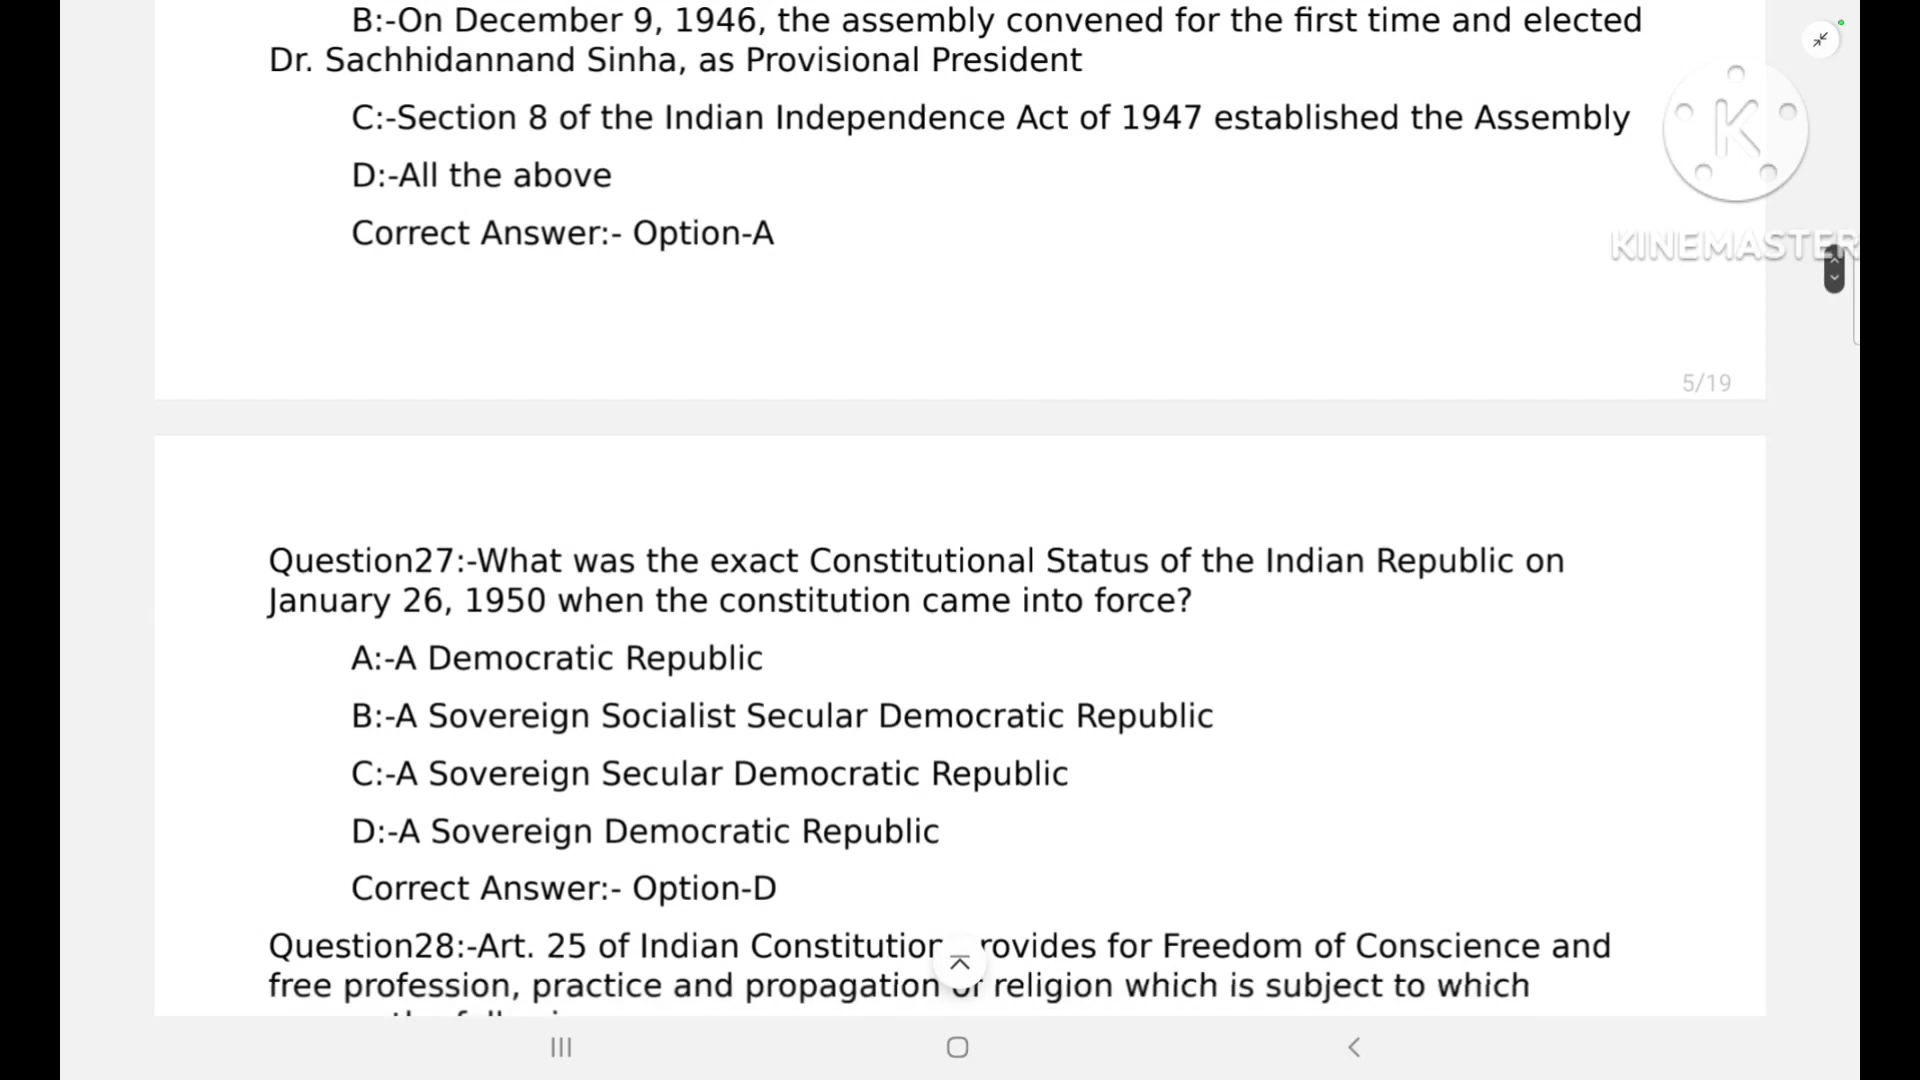 B:-On December 9, 1946, the assembly convened for the first time and elected
Dr. Sachhidannand Sinha, as Provisional President
C:-Section 8 of the Indian Independence Act of 1947 established the Assembly
D:-All the above
Correct Answer:- Option-A
K
KINEMASTER
5/19
Question27:-What was the exact Constitutional Status of the Indian Republic on
January 26, 1950 when the constitution came into force?
A:-A Democratic Republic
B:-A Sovereign Socialist Secular Democratic Republic
C:-A Sovereign Secular Democratic Republic
D:-A Sovereign Democratic Republic
Correct Answer:- Option-D
Question28:-Art. 25 of Indian Constitution provides for Freedom of Conscience and
free profession, practice and propagation of religion which is subject to which